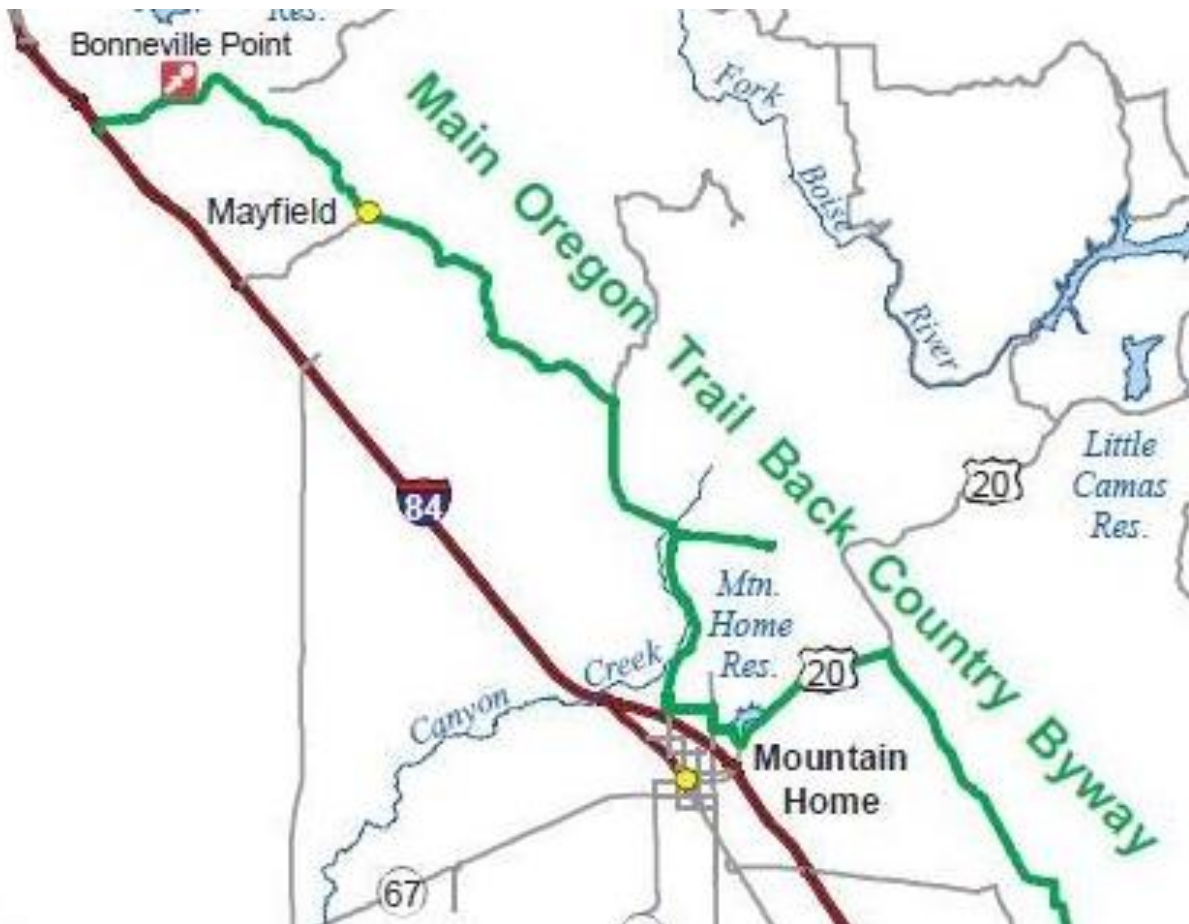 Res.
Bonneville Point
Mayfield
Main Oregon Trail Back Country Byway
Fork
Boise
River
84
20
Little
Camas
Res.
Mtn.
Home
Res.
20
Canyon
Creek
Mountain
Home
67